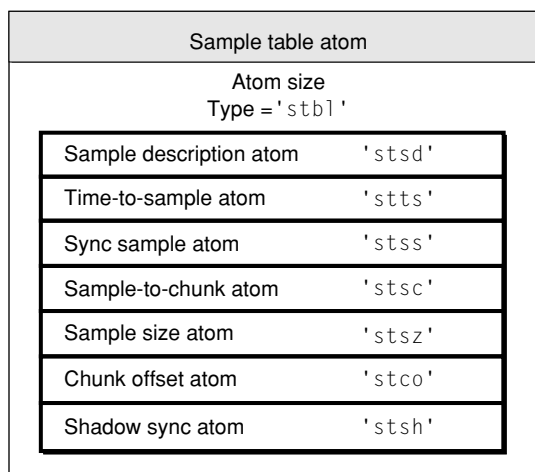 Sample table atom
Atom size
Type ='stbl'
Sample description atom 'stsd'
Time-to-sample atom 'stts'
Sync sample atom 'stss'
Sample-to-chunk atom 'stsc'
Sample size atom 'stsz'
Chunk offset atom 'stco'
Shadow sync atom 'stsh'